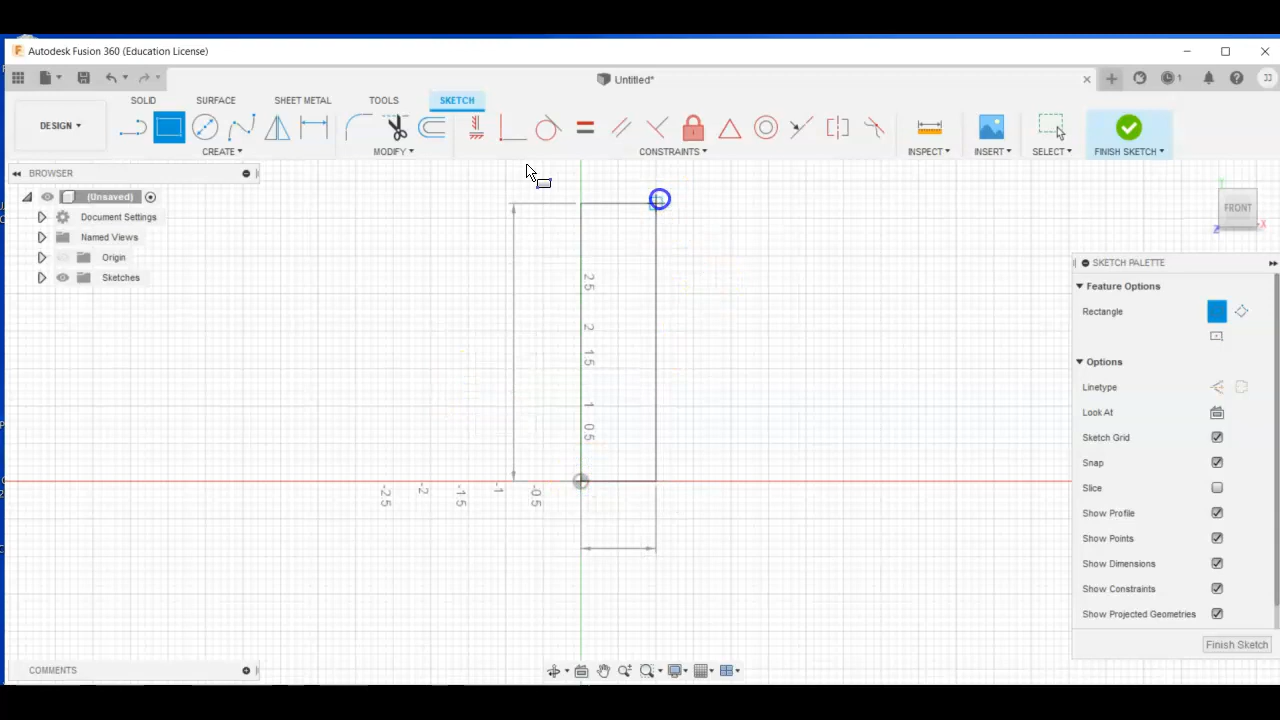 Autodesk Fusion 360 (Education License)
Untitled*
1
JJ
SOLID
SURFACE
SHEET METAL
TOOLS
SKETCH
DESIGN
CREATE
MODIFY
CONSTRAINTS
INSPECT
INSERT
SELECT
FINISH SKETCH
BROWSER
(Unsaved)
Document Settings
Named Views
Origin
Sketches
FRONT
Y
X
Z
SKETCH PALETTE
Feature Options
Rectangle
Options
Linetype
Look At
Sketch Grid
Snap
Slice
Show Profile
Show Points
Show Dimensions
Show Constraints
Show Projected Geometries
Finish Sketch
2.5
2
1.5
1
0.5
-2.5
-2
-1.5
-1
-0.5
COMMENTS